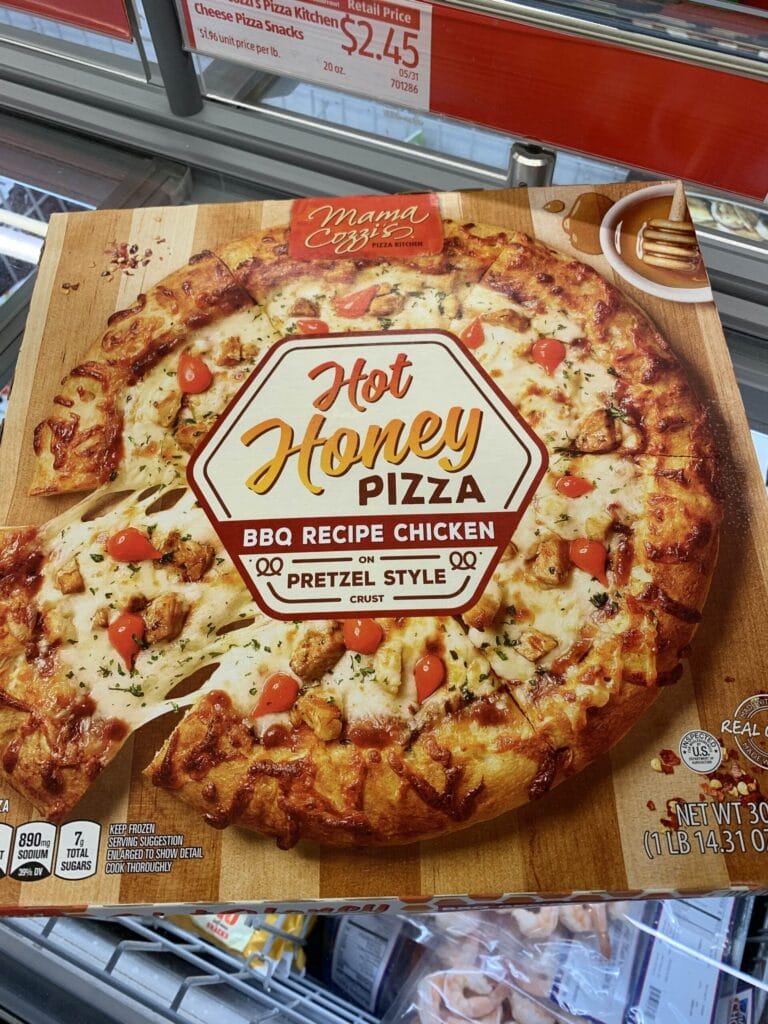 Pizza Kitchen
Retail Price
Cheese Pizza Snacks
$2.45
$1.96 unit price per lb.
20 oz.
05/31
701286
Mama
Cozzi's
PIZZA KITCHEN
Hot
Honey
PIZZA
BBQ RECIPE CHICKEN
ON
PRETZEL STYLE
CRUST
REAL
INSPECTED
U.S.
DEPARTMENT OF
AGRICULTURE
NET WT 30
(1 LB 14.31 OZ
890mg
SODIUM
39% DV
7g
TOTAL
SUGARS
KEEP FROZEN
SERVING SUGGESTION
ENLARGED TO SHOW DETAIL
COOK THOROUGHLY